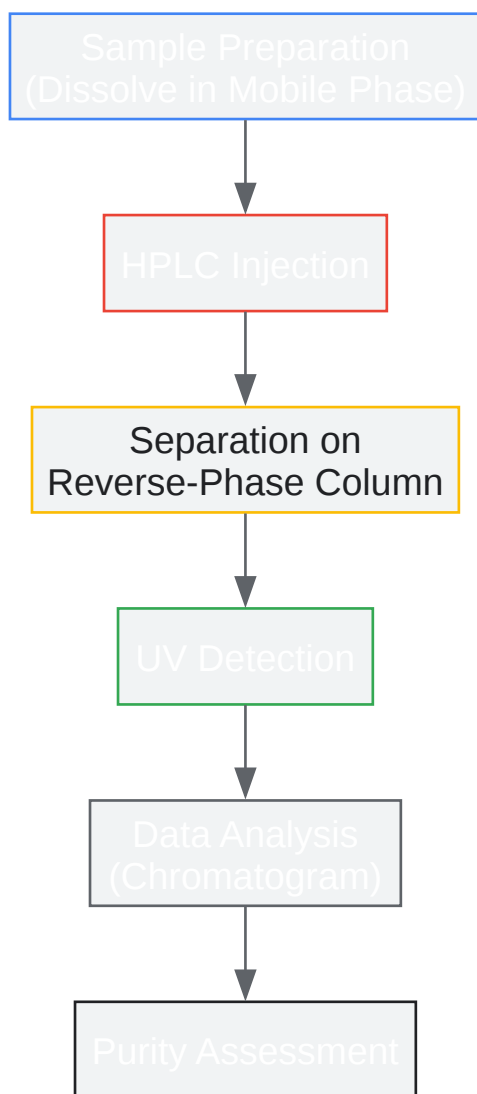 Sample Preparation
(Dissolve in Mobile Phase)
HPLC Injection
Separation on
Reverse-Phase Column
UV Detection
Data Analysis
(Chromatogram)
Purity Assessment